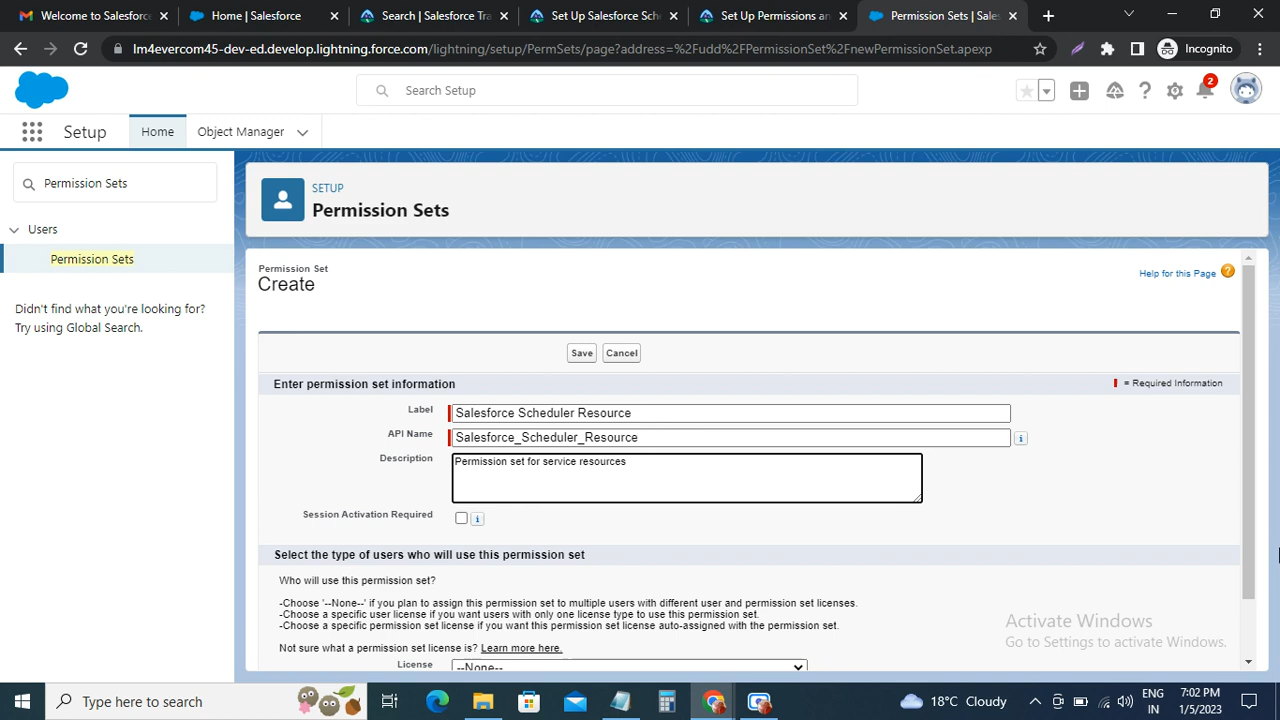 Welcome to Salesforce
Home | Salesforce
Search | Salesforce Tra
Set Up Salesforce Sch
Set Up Permissions an
Permission Sets | Sales
lm4evercom45-dev-ed.develop.lightning.force.com/lightning/setup/PermSets/page?address=%2Fudd%2FPermissionSet%2FnewPermissionSet.apexp
Incognito
Search Setup
2
Setup
Home
Object Manager
Permission Sets
Users
Permission Sets
Didn't find what you're looking for?
Try using Global Search.
SETUP
Permission Sets
Permission Set
Create
Help for this Page
Save
Cancel
Enter permission set information
= Required Information
Label
Salesforce Scheduler Resource
API Name
Salesforce_Scheduler_Resource
Description
Permission set for service resources
Session Activation Required
Select the type of users who will use this permission set
Who will use this permission set?
-Choose '--None--' if you plan to assign this permission set to multiple users with different user and permission set licenses.
-Choose a specific user license if you want users with only one license type to use this permission set.
-Choose a specific permission set license if you want this permission set license auto-assigned with the permission set.
Not sure what a permission set license is? Learn more here.
License
--None--
Activate Windows
Go to Settings to activate Windows.
Type here to search
18°C Cloudy
ENG
IN
7:02 PM
1/5/2023